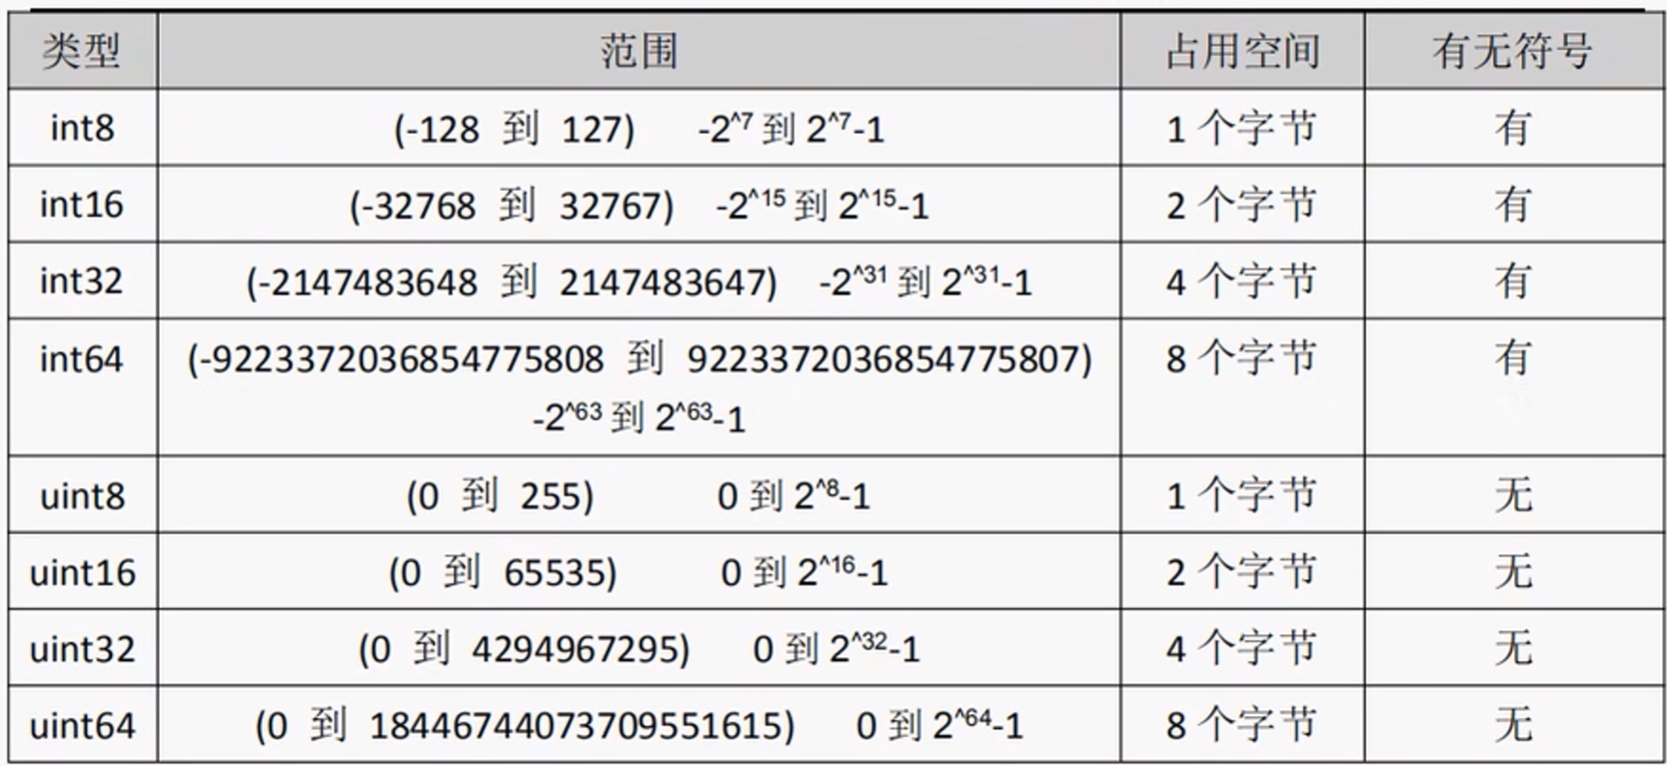 类型 范围 占用空间 有无符号
int8 (-128 到 127) -2^7 到 2^7-1 1 个字节 有
int16 (-32768 到 32767) -2^15 到 2^15-1 2 个字节 有
int32 (-2147483648 到 2147483647) -2^31 到 2^31-1 4 个字节 有
int64 (-9223372036854775808 到 9223372036854775807) 8 个字节 有
-2^63 到 2^63-1
uint8 (0 到 255) 0 到 2^8-1 1 个字节 无
uint16 (0 到 65535) 0 到 2^16-1 2 个字节 无
uint32 (0 到 4294967295) 0 到 2^32-1 4 个字节 无
uint64 (0 到 18446744073709551615) 0 到 2^64-1 8 个字节 无